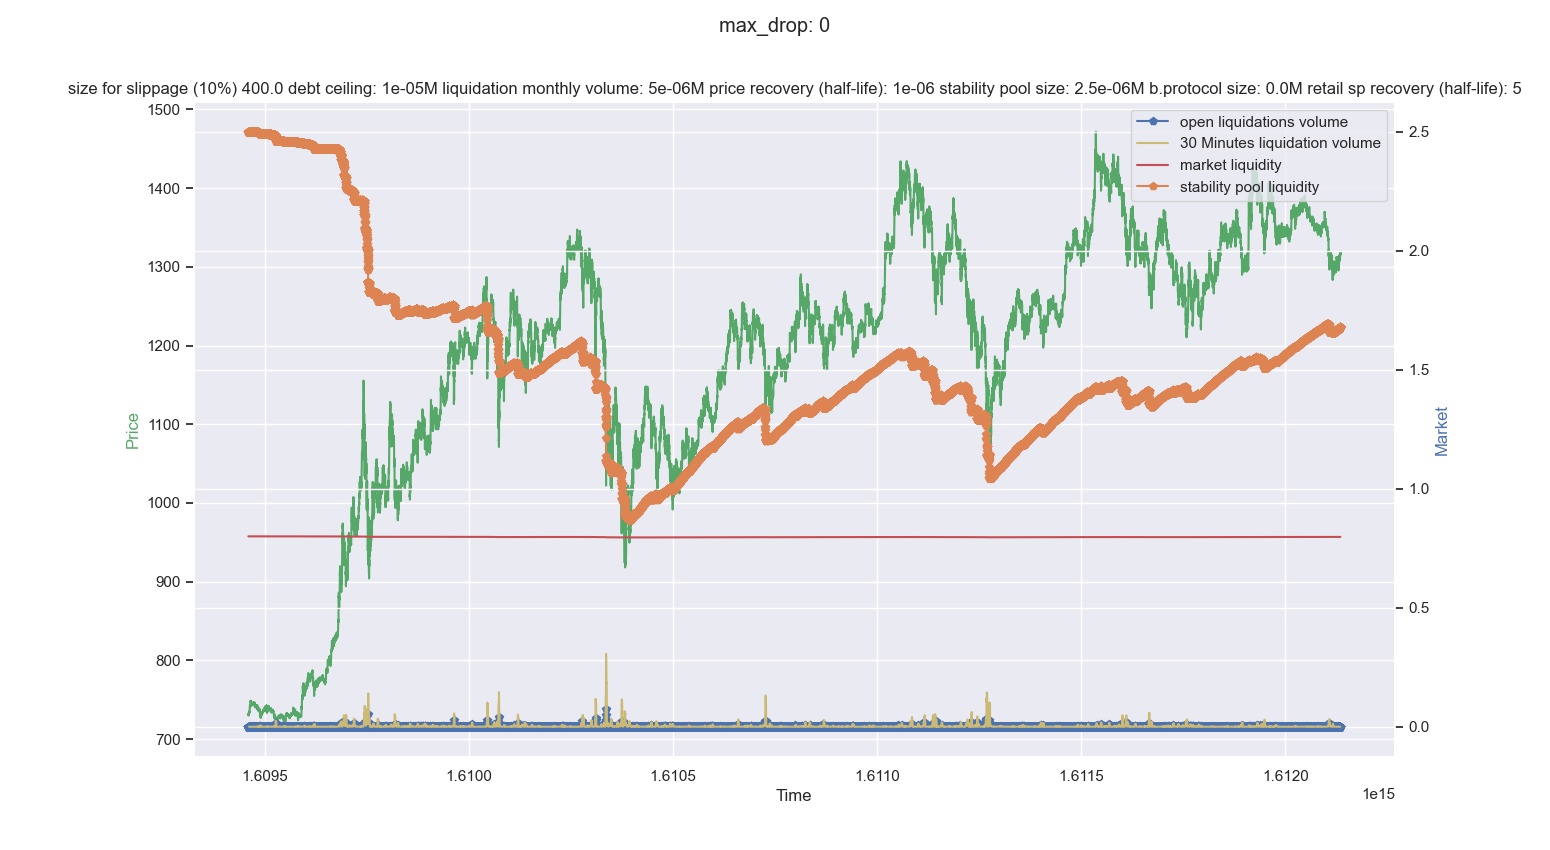 max_drop: 0
size for slippage (10%) 400.0 debt ceiling: 1e-05M liquidation monthly volume: 5e-06M price recovery (half-life): 1e-06 stability pool size: 2.5e-06M b.protocol size: 0.0M retail sp recovery (half-life): 5
open liquidations volume
30 Minutes liquidation volume
market liquidity
stability pool liquidity
1500
1400
1300
1200
1100
1000
900
800
700
Price
2.5
2.0
1.5
1.0
0.5
0.0
Market
1.6095
1.6100
1.6105
1.6110
1.6115
1.6120
1e15
Time